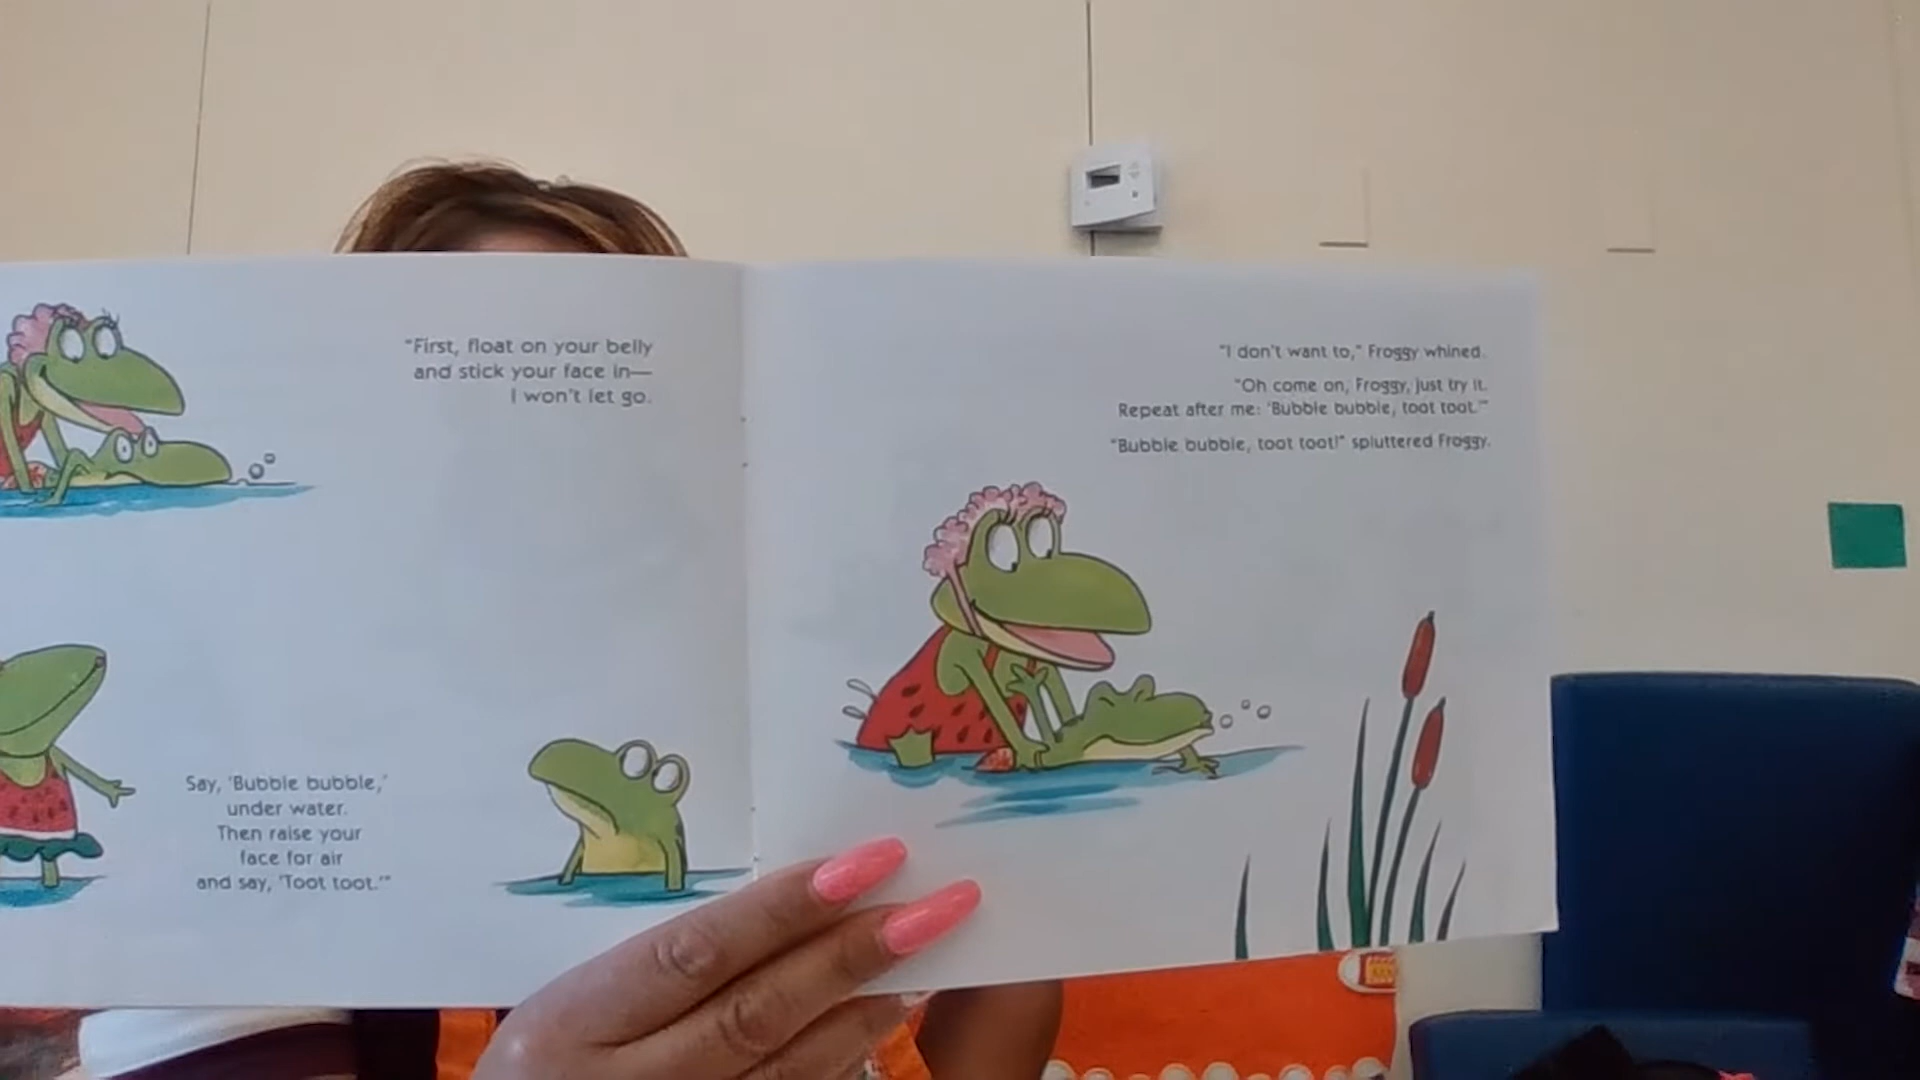 "First, float on your belly
and stick your face in—
I won't let go.
Say, 'Bubble bubble,'
under water.
Then raise your
face for air
and say, 'Toot toot.'"
"I don't want to," Froggy whined.
"Oh come on, Froggy, just try it.
Repeat after me: 'Bubble bubble, toot toot.'"
"Bubble bubble, toot toot!" spluttered Froggy.